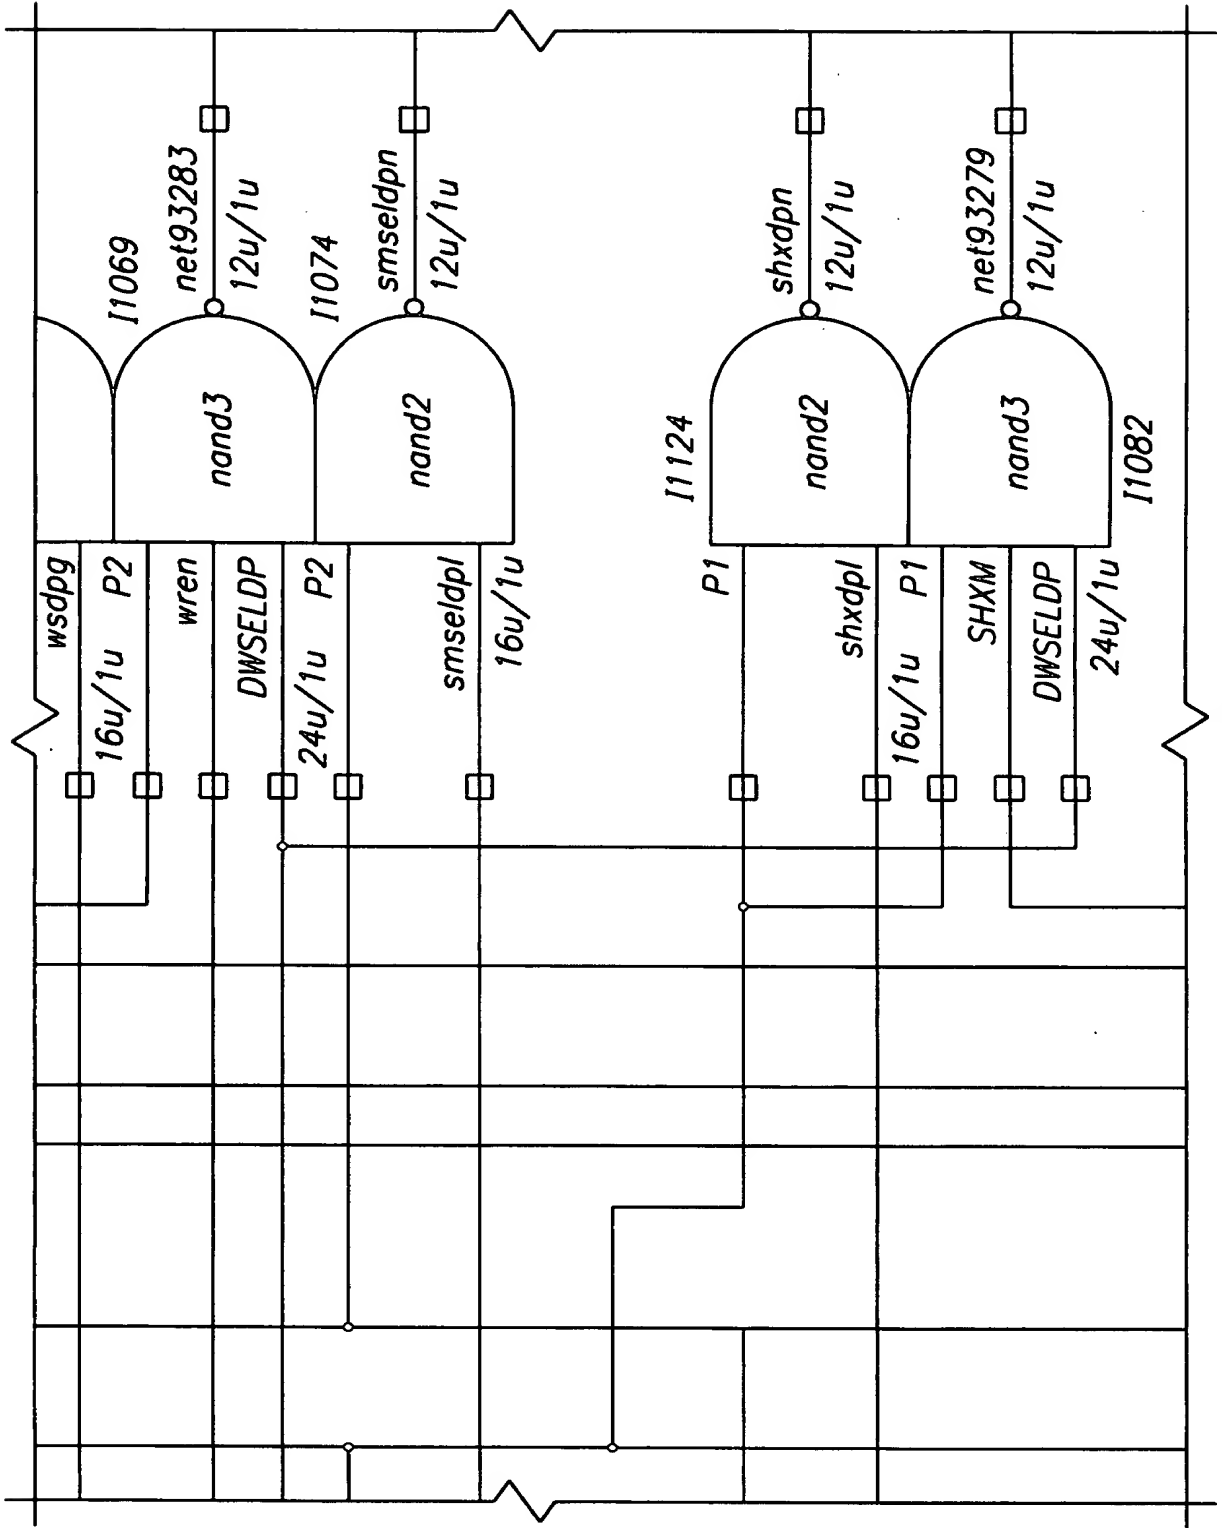 I1069
net93283
12u/1u
I1074
smseldpn
12u/1u
shxdpn
12u/1u
net93279
12u/1u
nand3
nand2
I1124
nand2
nand3
I1082
wsdpg
16u/1u P2
wren
DWSELDP
24u/1u P2
smseldpl
16u/1u
P1
shxdpl
16u/1u P1
SHXM
DWSELDP
24u/1u